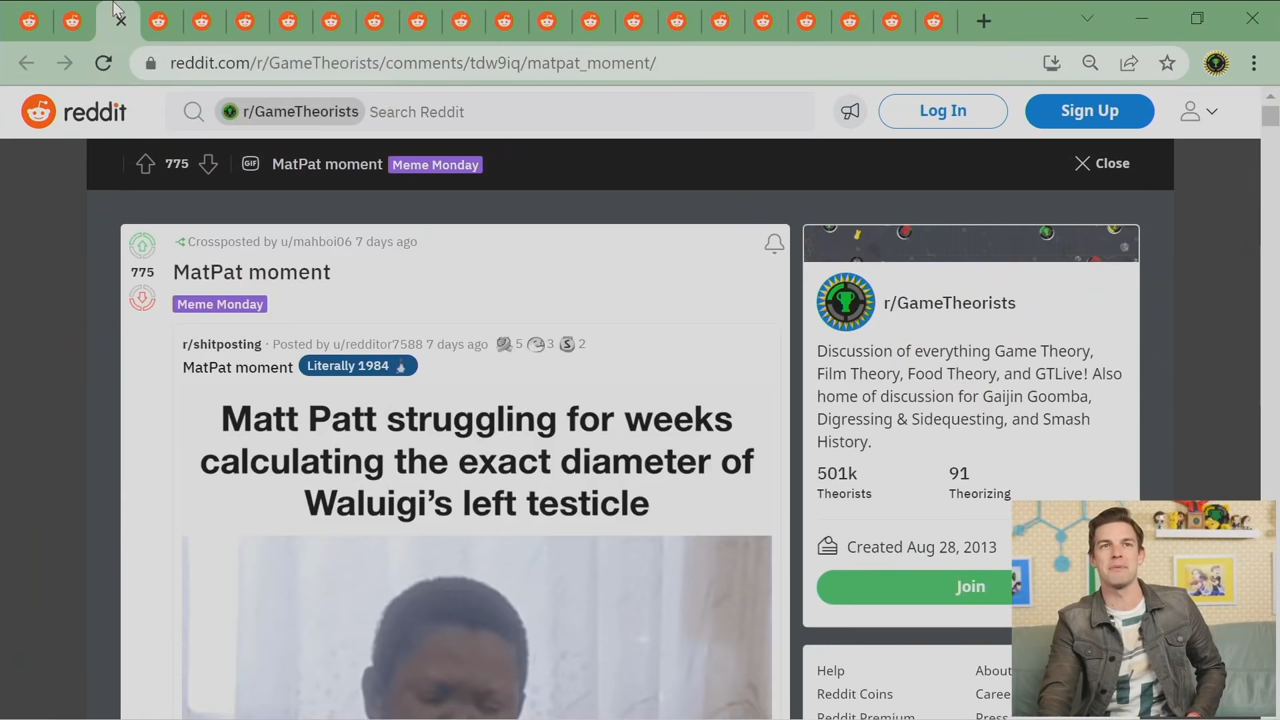 reddit.com/r/GameTheorists/comments/tdw9iq/matpat_moment/
reddit
r/GameTheorists
Search Reddit
Log In
Sign Up
775
GIF
MatPat moment
Meme Monday
Close
Crossposted by u/mahboi06 7 days ago
775
MatPat moment
Meme Monday
r/shitposting · Posted by u/redditor7588 7 days ago
5
3
S 2
MatPat moment
Literally 1984
Matt Patt struggling for weeks
calculating the exact diameter of
Waluigi's left testicle
r/GameTheorists
Discussion of everything Game Theory,
Film Theory, Food Theory, and GTLive! Also
home of discussion for Gaijin Goomba,
Digressing & Sidequesting, and Smash
History.
501k
91
Theorists
Theorizing
Created Aug 28, 2013
Join
Help
About
Reddit Coins
Caree
Reddit Premium
Press